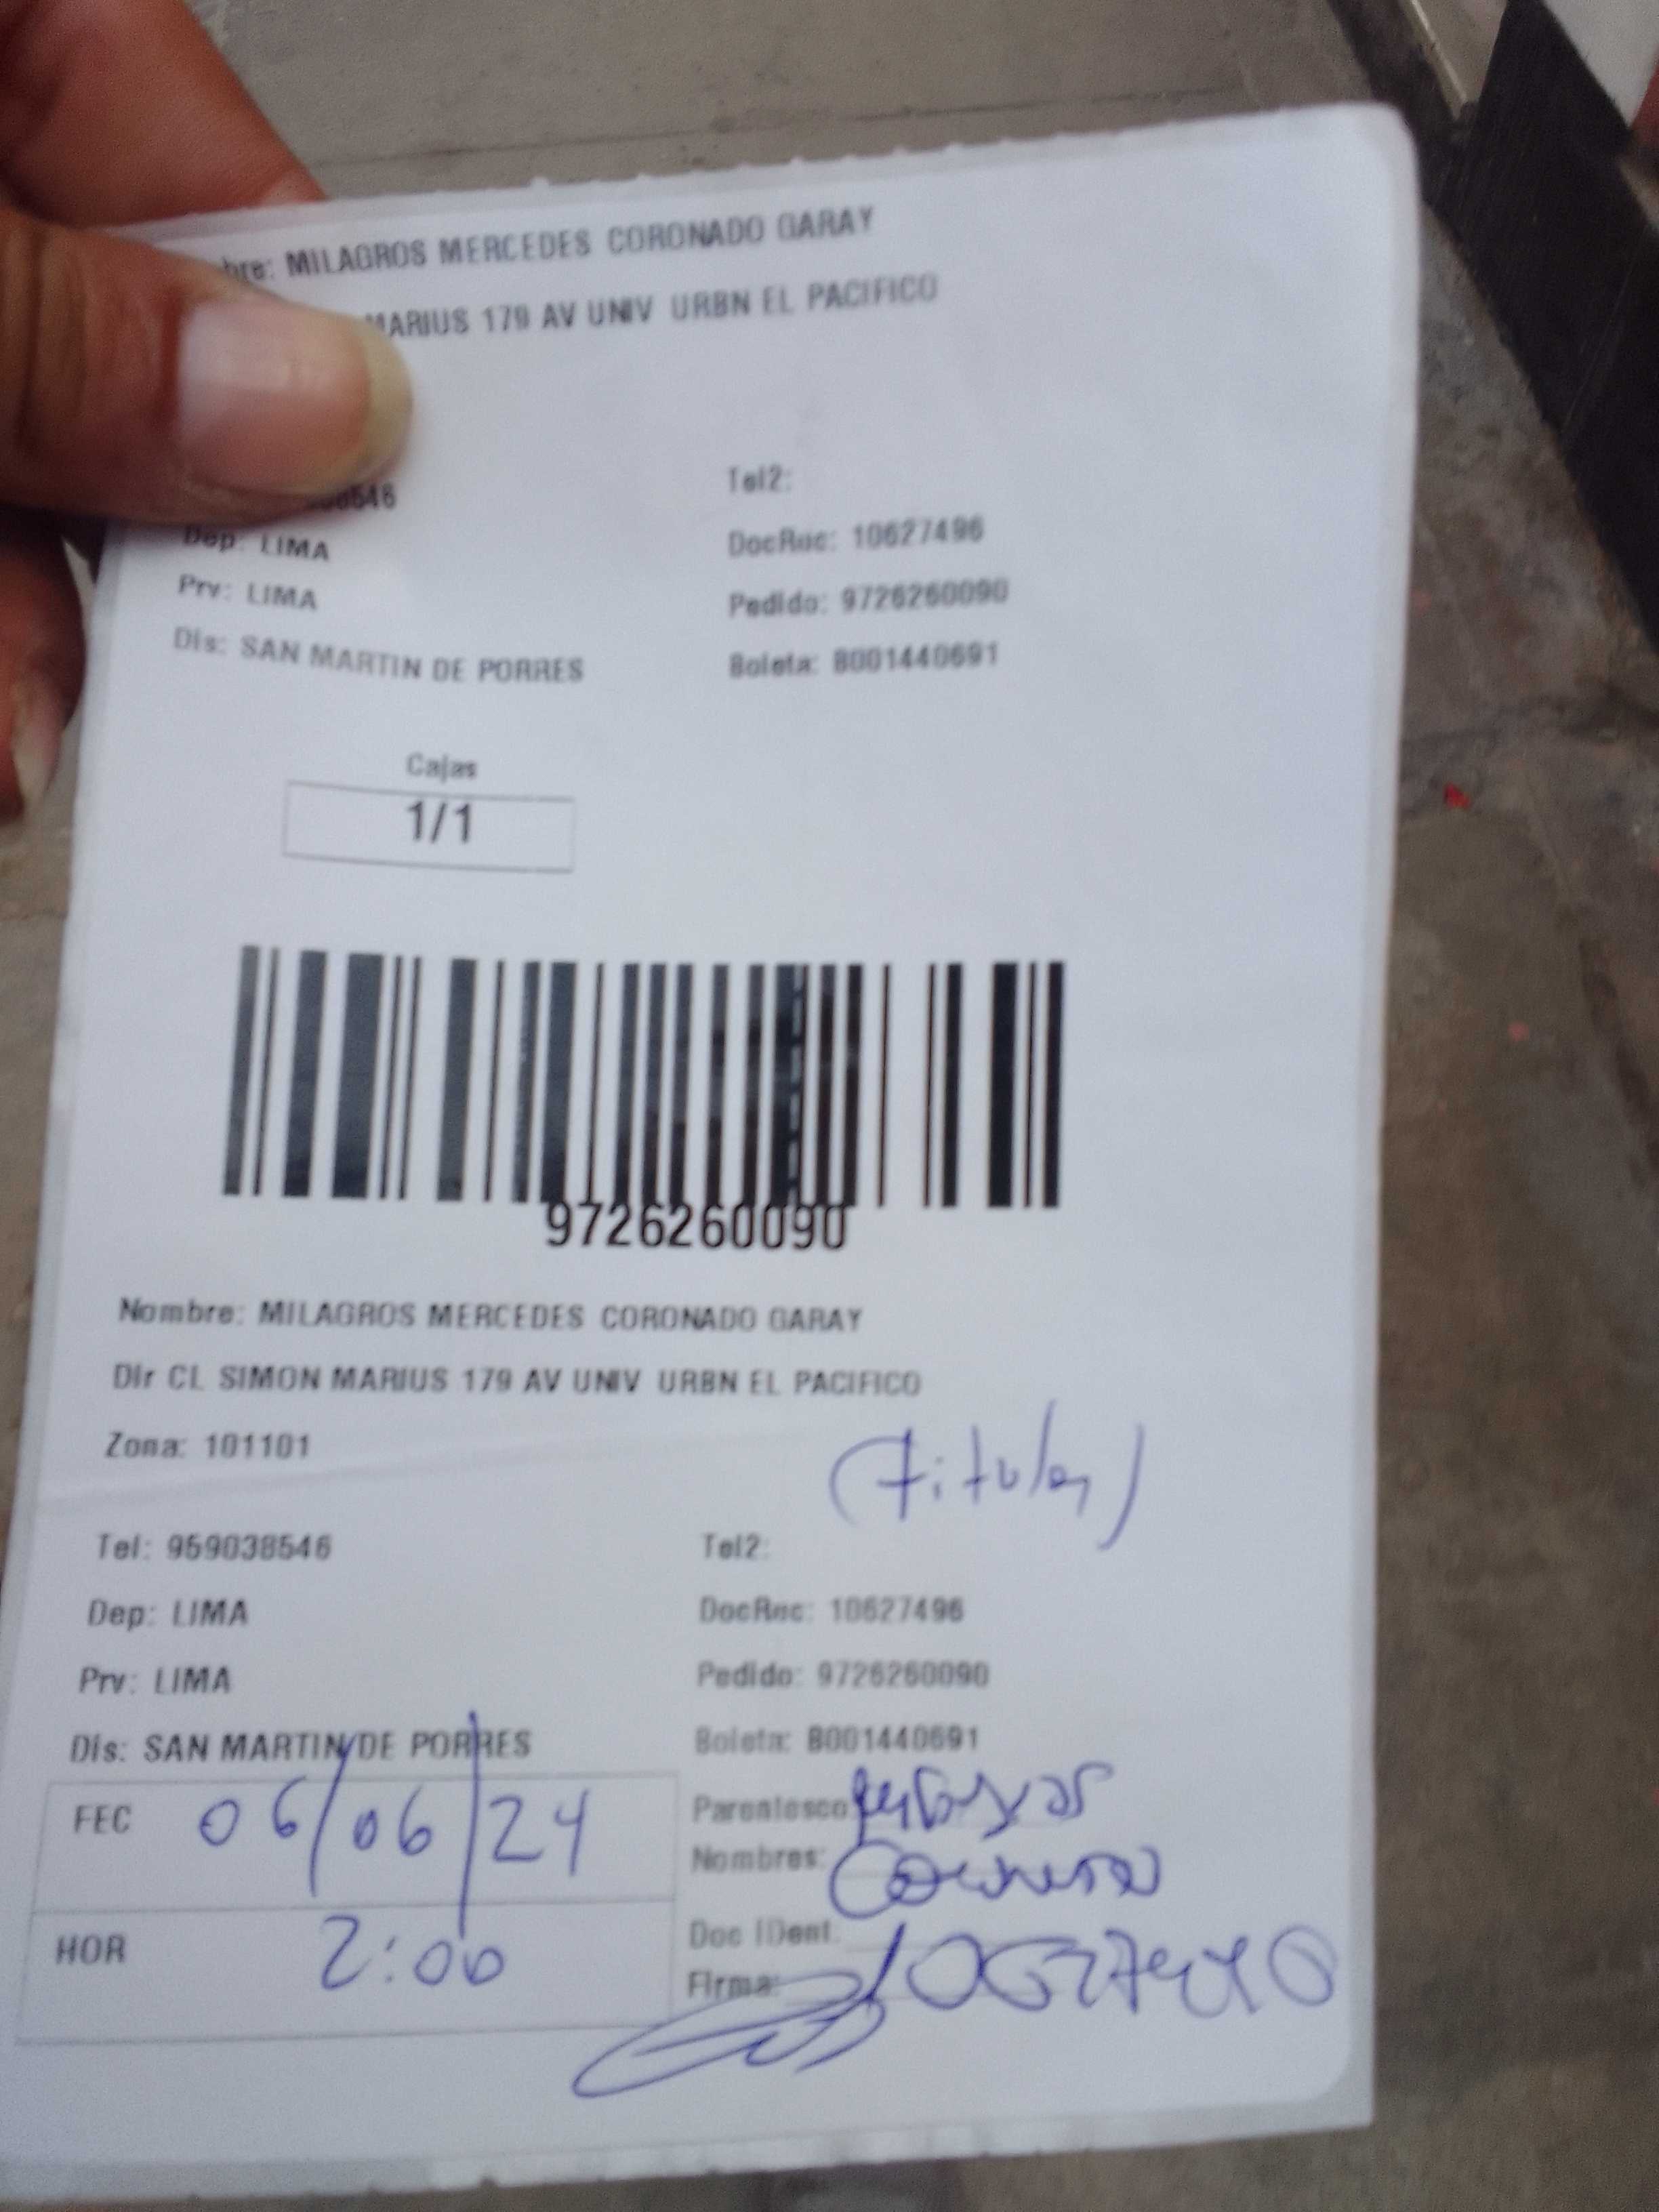 bre: MILAGROS MERCEDES CORONADO GARAY
MARIUS 179 AV UNIV URBN EL PACIFICO
38546
Tel2:
Dep: LIMA
DocRuc: 10627496
Prv: LIMA
Pedido: 9726260090
Dis: SAN MARTIN DE PORRES
Boleta: B001440691
Cajas
1/1
9726260090
Nombre: MILAGROS MERCEDES CORONADO GARAY
Dir CL SIMON MARIUS 179 AV UNIV URBN EL PACIFICO
Zona: 101101
(titular)
Tel: 959038546
Tel2:
Dep: LIMA
DocRuc: 10627496
Prv: LIMA
Pedido: 9726260090
Dis: SAN MARTIN DE PORRES
Boleta: B001440691
FEC 06/06/24
Parentesco:
Nombres:
HOR 2:00
Doc IDent:
Firma: